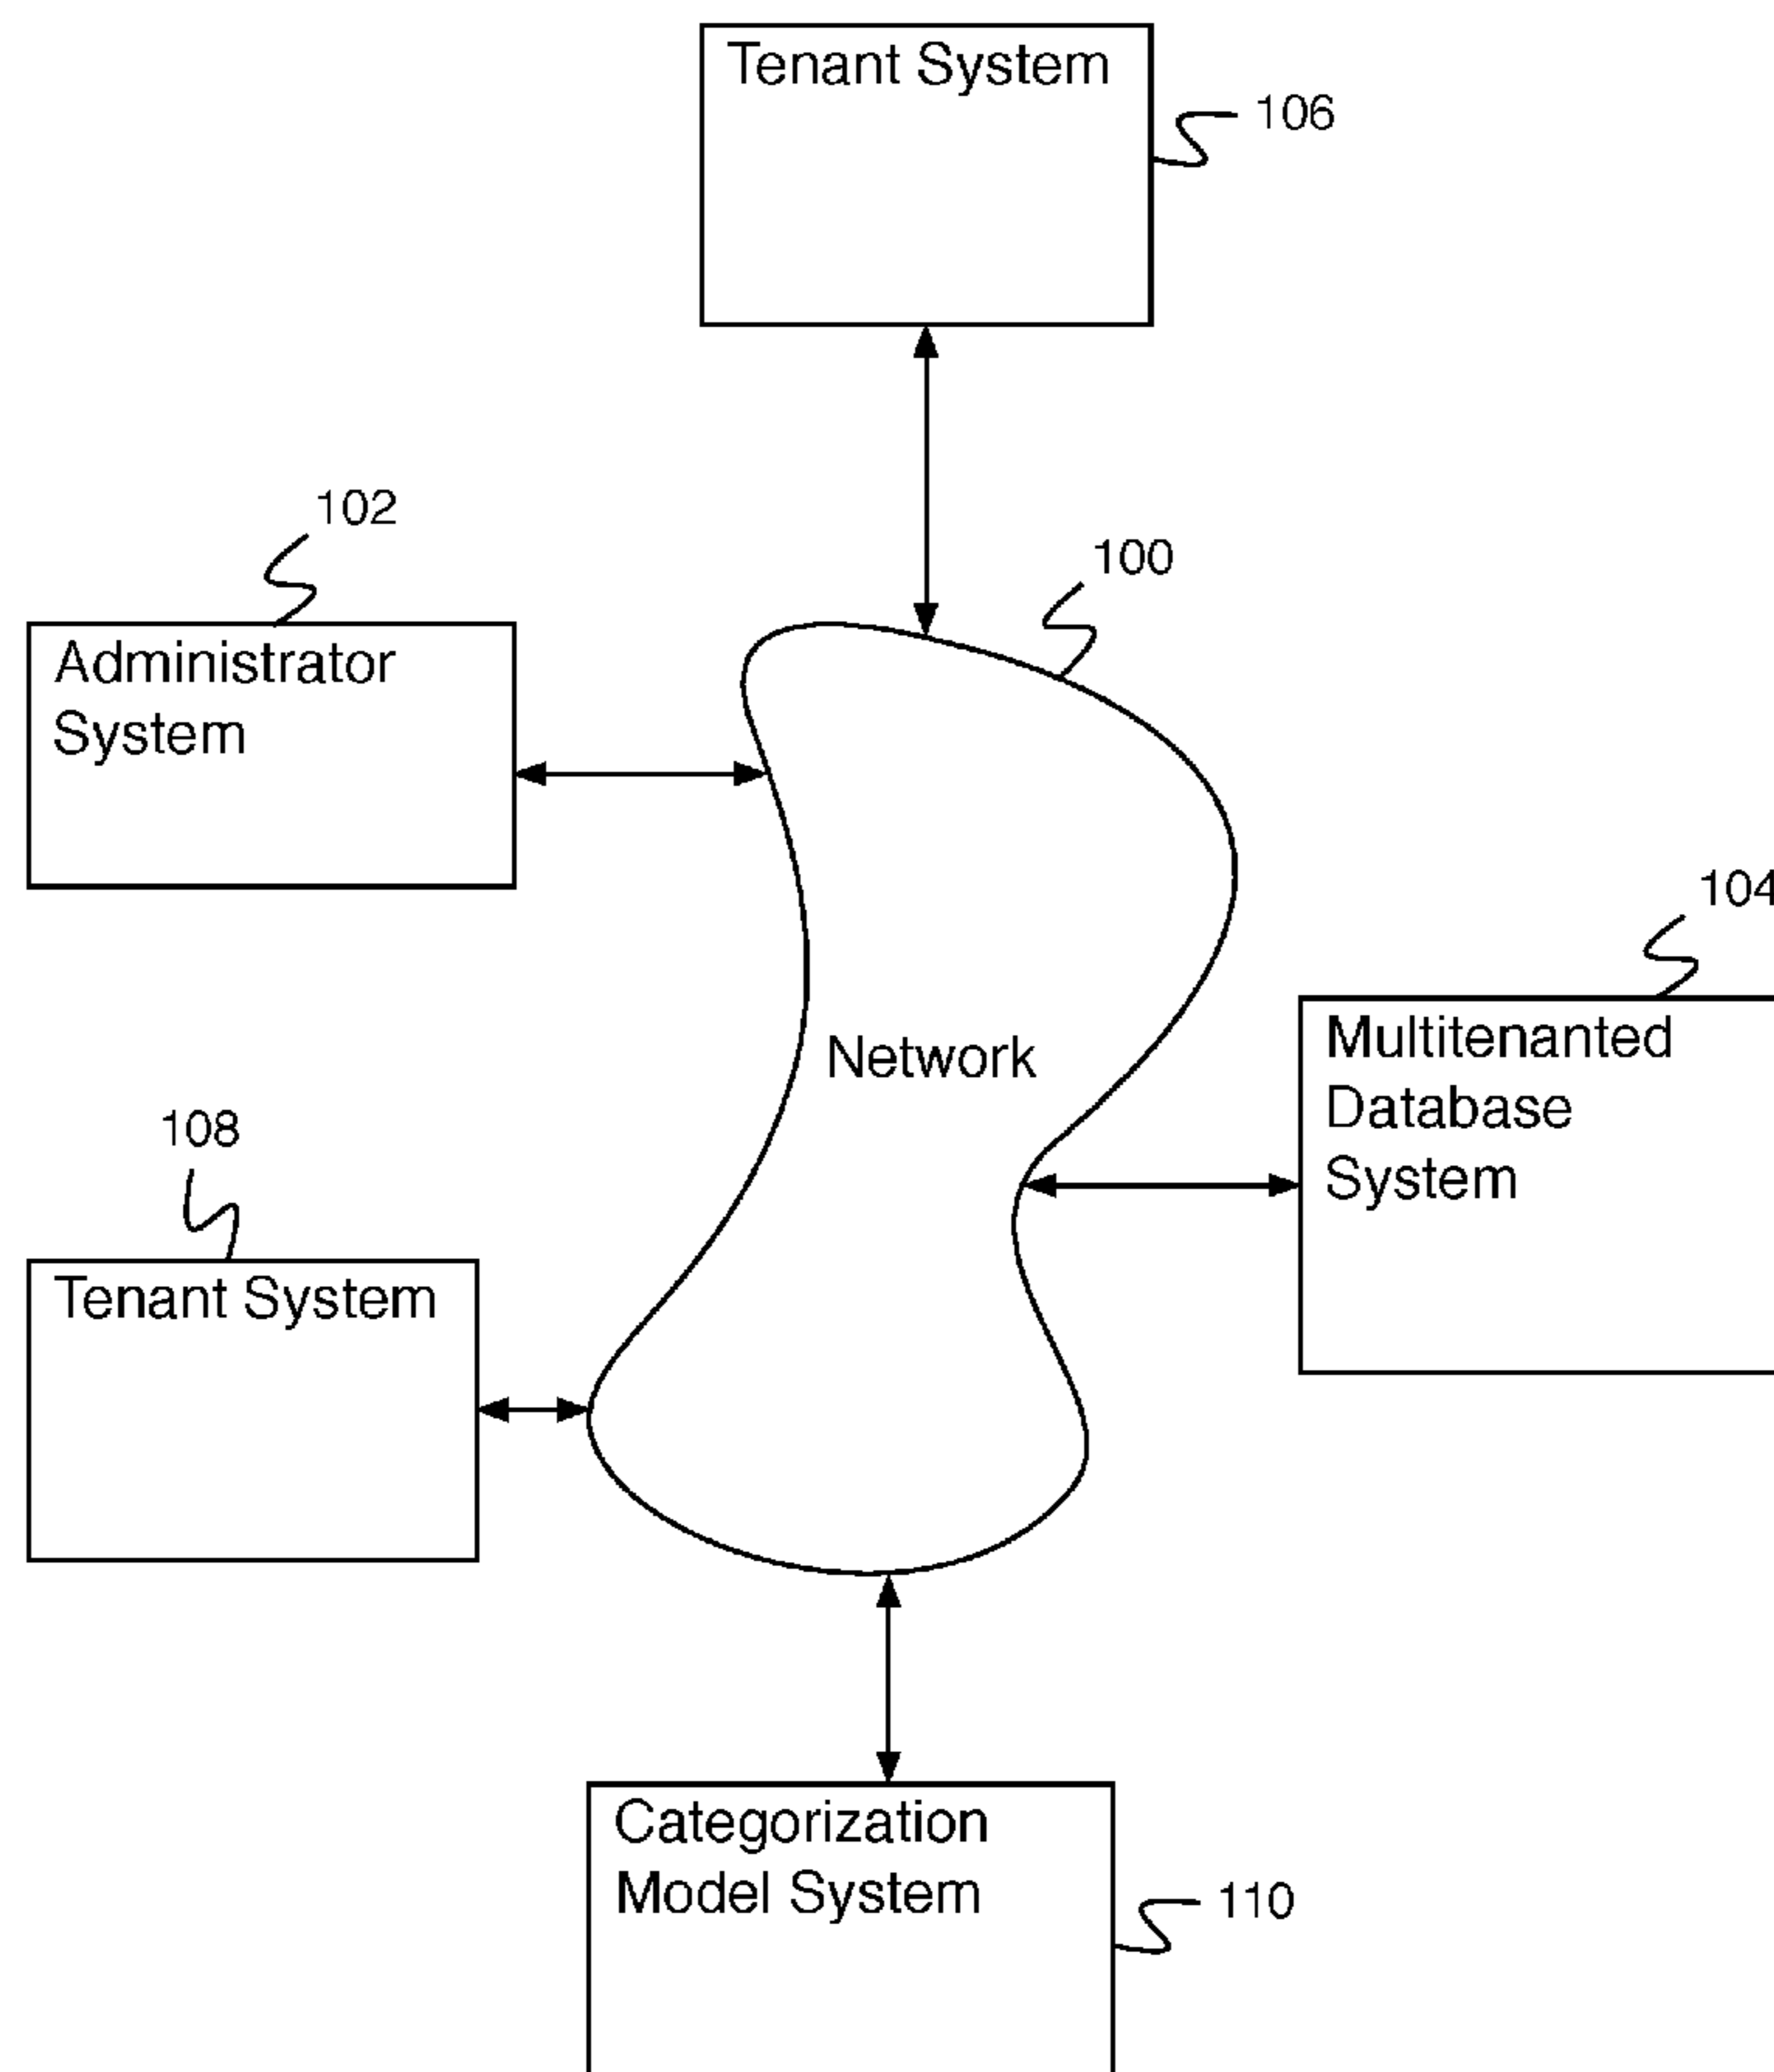 Tenant System
106
102
100
Administrator
System
104
Network
Multitenanted
Database
System
108
Tenant System
Categorization
Model System
110